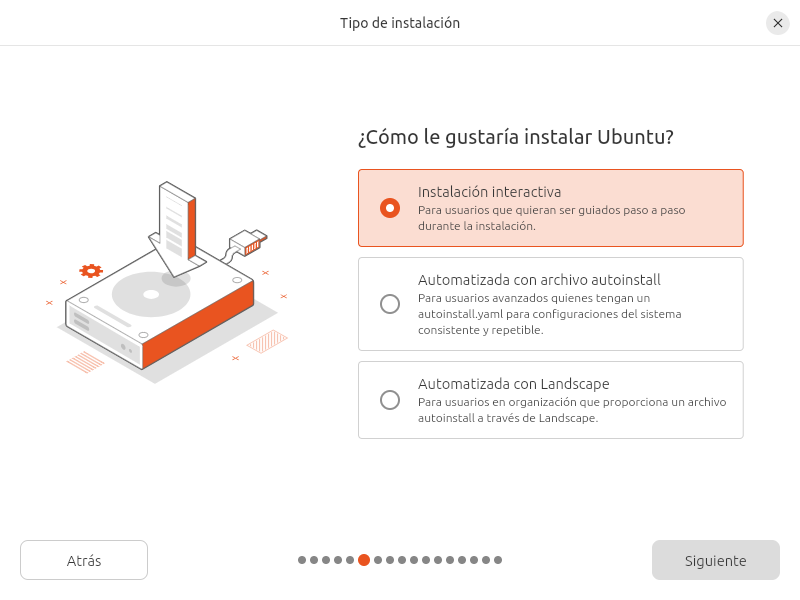 Tipo de instalación
¿Cómo le gustaría instalar Ubuntu?
Instalación interactiva
Para usuarios que quieran ser guiados paso a paso
durante la instalación.
Automatizada con archivo autoinstall
Para usuarios avanzados quienes tengan un
autoinstall.yaml para configuraciones del sistema
consistente y repetible.
Automatizada con Landscape
Para usuarios en organización que proporciona un archivo
autoinstall a través de Landscape.
Atrás
Siguiente